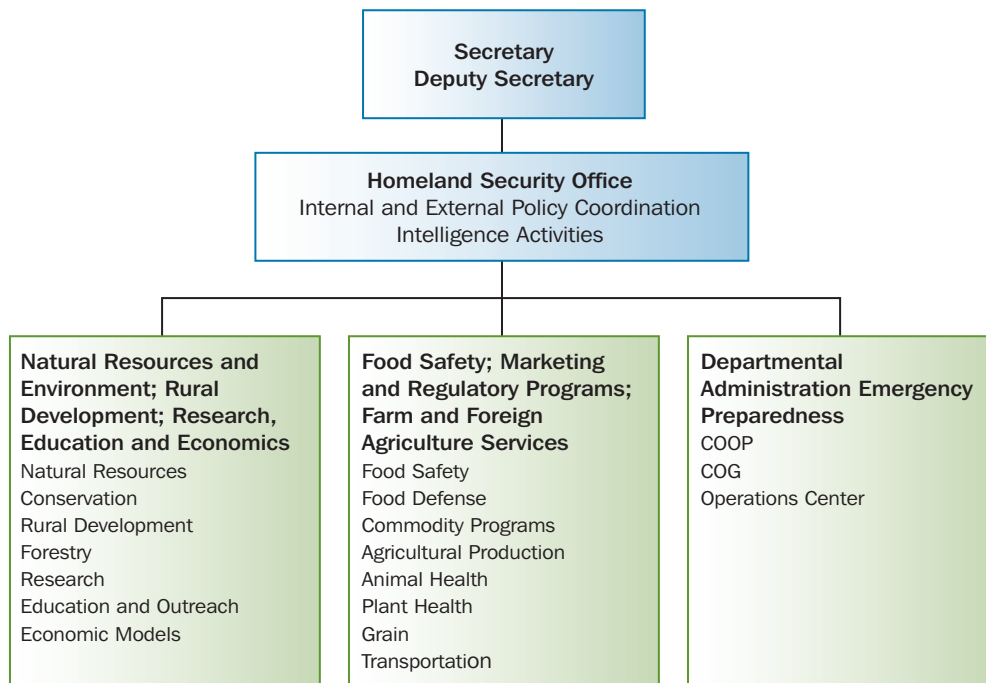 Secretary
Deputy Secretary
Homeland Security Office
Internal and External Policy Coordination
Intelligence Activities
Natural Resources and
Environment; Rural
Development; Research,
Education and Economics
Natural Resources
Conservation
Rural Development
Forestry
Research
Education and Outreach
Economic Models
Food Safety; Marketing
and Regulatory Programs;
Farm and Foreign
Agriculture Services
Food Safety
Food Defense
Commodity Programs
Agricultural Production
Animal Health
Plant Health
Grain
Transportation
Departmental
Administration Emergency
Preparedness
COOP
COG
Operations Center